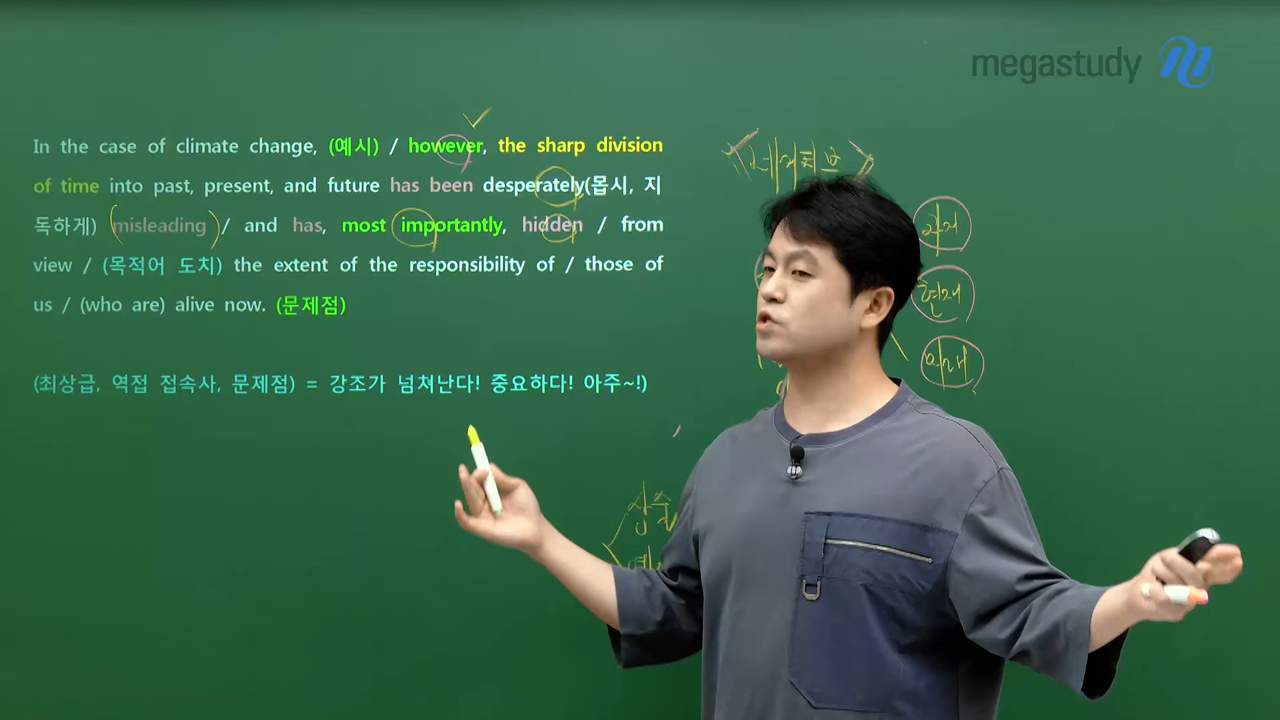 megastudy
In the case of climate change, (예시) / however, the sharp division
of time into past, present, and future has been desperately(몹시, 지
독하게) misleading / and has, most importantly, hidden / from
view / (목적어 도치) the extent of the responsibility of / those of
us / (who are) alive now. (문제점)
(최상급, 역접 접속사, 문제점) = 강조가 넘쳐난다! 중요하다! 아주~!)
과거
현재
미래